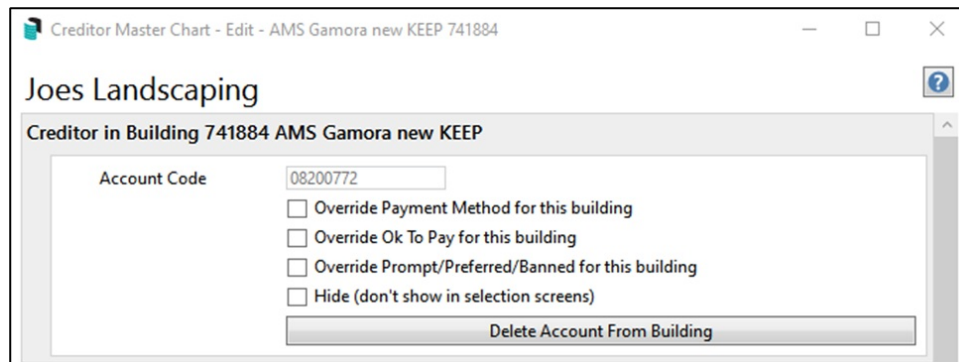 Creditor Master Chart - Edit - AMS Gamora new KEEP 741884
Joes Landscaping
?
Creditor in Building 741884 AMS Gamora new KEEP
Account Code 08200772
Override Payment Method for this building
Override Ok To Pay for this building
Override Prompt/Preferred/Banned for this building
Hide (don't show in selection screens)
Delete Account From Building